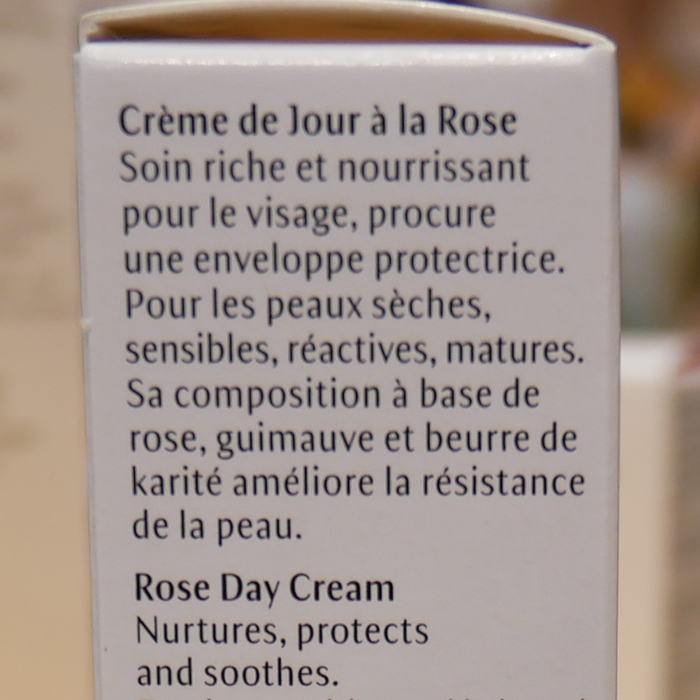 Crème de Jour à la Rose
Soin riche et nourrissant
pour le visage, procure
une enveloppe protectrice.
Pour les peaux sèches,
sensibles, réactives, matures.
Sa composition à base de
rose, guimauve et beurre de
karité améliore la résistance
de la peau.
Rose Day Cream
Nurtures, protects
and soothes.